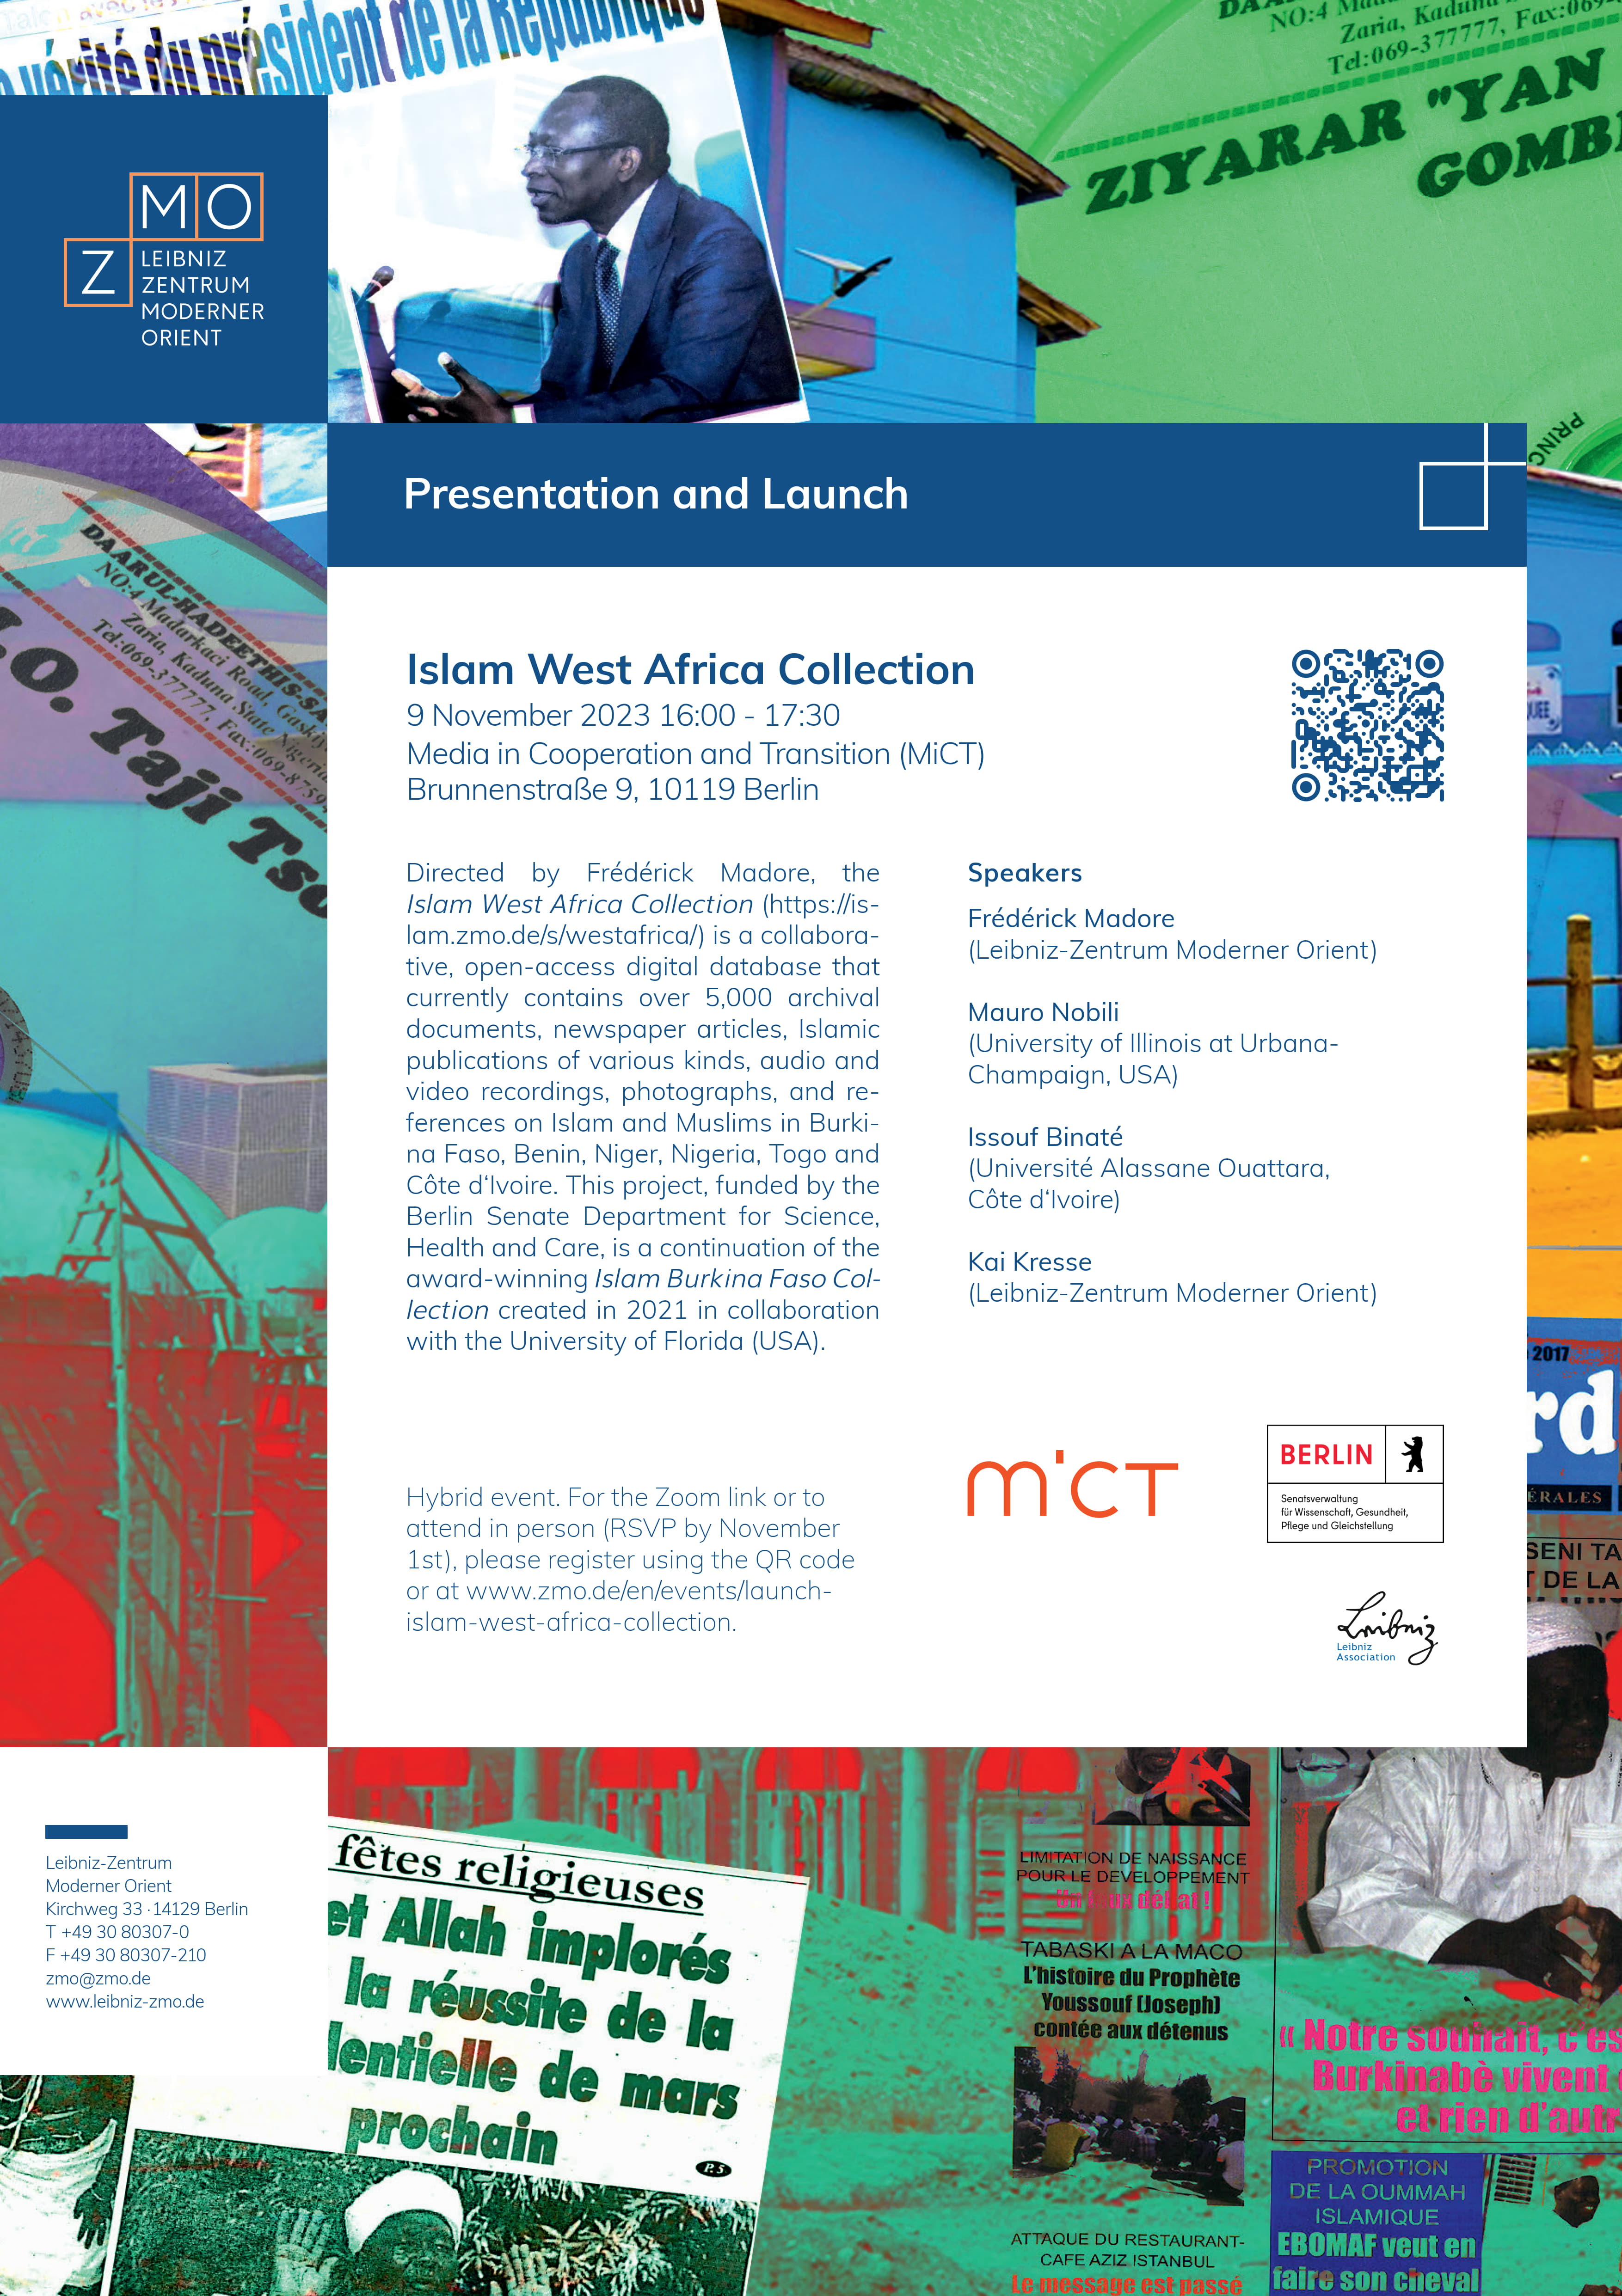 vérité du président de la République
DAA
NO:4 Mada
Zaria, Kaduna
Tel:069-377777, Fax:069-
ZIYARAR "YAN
GOMB
PRINC
M O
Z
LEIBNIZ
ZENTRUM
MODERNER
ORIENT
Presentation and Launch
DAARUL-HADEETHIS-SA
NO:4 Madarkaci Road, Gaskiy
Zaria, Kaduna State Nigeria
Tel:069-37777, Fax:069-8759
.O. Taji Tso
Islam West Africa Collection
9 November 2023 16:00 - 17:30
Media in Cooperation and Transition (MiCT)
Brunnenstraße 9, 10119 Berlin
Directed by Frédérick Madore, the
Islam West Africa Collection (https://is-
lam.zmo.de/s/westafrica/) is a collabora-
tive, open-access digital database that
currently contains over 5,000 archival
documents, newspaper articles, Islamic
publications of various kinds, audio and
video recordings, photographs, and re-
ferences on Islam and Muslims in Burki-
na Faso, Benin, Niger, Nigeria, Togo and
Côte d‘Ivoire. This project, funded by the
Berlin Senate Department for Science,
Health and Care, is a continuation of the
award-winning Islam Burkina Faso Col-
lection created in 2021 in collaboration
with the University of Florida (USA).
Speakers
Frédérick Madore
(Leibniz-Zentrum Moderner Orient)
Mauro Nobili
(University of Illinois at Urbana-
Champaign, USA)
Issouf Binaté
(Université Alassane Ouattara,
Côte d‘Ivoire)
Kai Kresse
(Leibniz-Zentrum Moderner Orient)
Hybrid event. For the Zoom link or to
attend in person (RSVP by November
1st), please register using the QR code
or at www.zmo.de/en/events/launch-
islam-west-africa-collection.
m'CT
BERLIN
Senatsverwaltung
für Wissenschaft, Gesundheit,
Pflege und Gleichstellung
Leibniz
Leibniz
Association
UEE
2017
rd
ÉRALES
SENI TA
T DE LA
Leibniz-Zentrum
Moderner Orient
Kirchweg 33 · 14129 Berlin
T +49 30 80307-0
F +49 30 80307-210
zmo@zmo.de
www.leibniz-zmo.de
fêtes religieuses
et Allah implorés
la réussite de la
dentielle de mars
prochain
P.5
LIMITATION DE NAISSANCE
POUR LE DEVELOPPEMENT
Un faux débat !
TABASKI A LA MACO
L'histoire du Prophète
Youssouf (Joseph)
contée aux détenus
ATTAQUE DU RESTAURANT-
CAFE AZIZ ISTANBUL
Le message est passé
« Notre souhait, c'es
Burkinabè vivent
et rien d'autr
PROMOTION
DE LA OUMMAH
ISLAMIQUE
EBOMAF veut en
faire son cheval